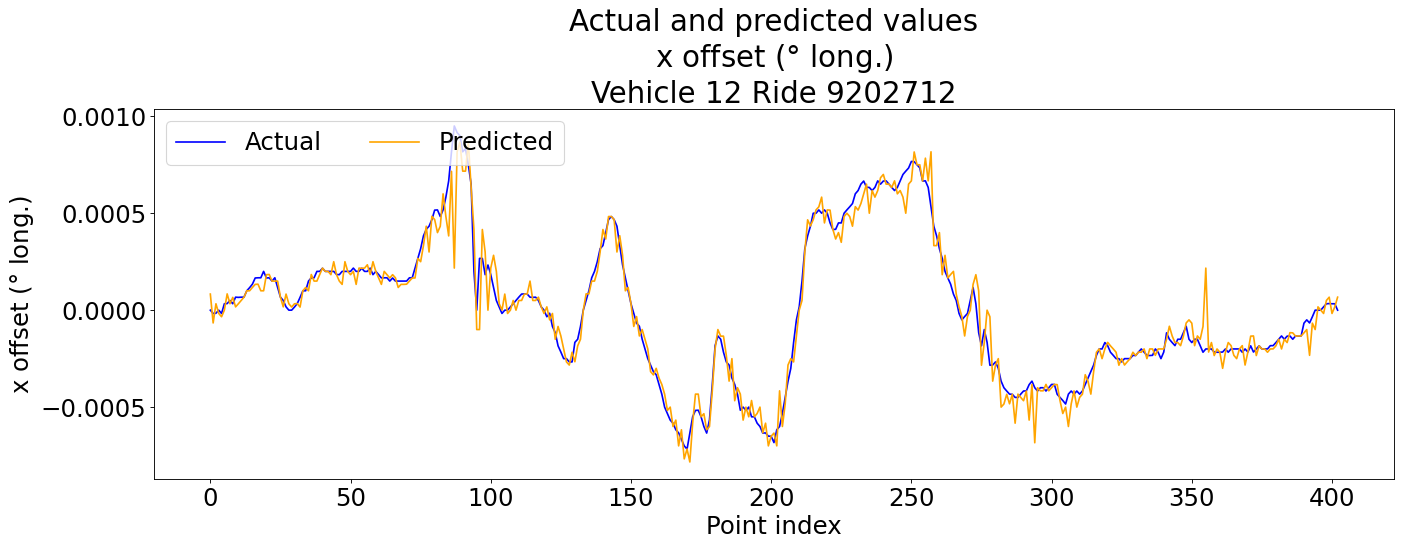 Actual and predicted values
x offset (° long.)
Vehicle 12 Ride 9202712
Actual
Predicted
0.0010
0.0005
0.0000
−0.0005
x offset (° long.)
0 50 100 150 200 250 300 350 400
Point index